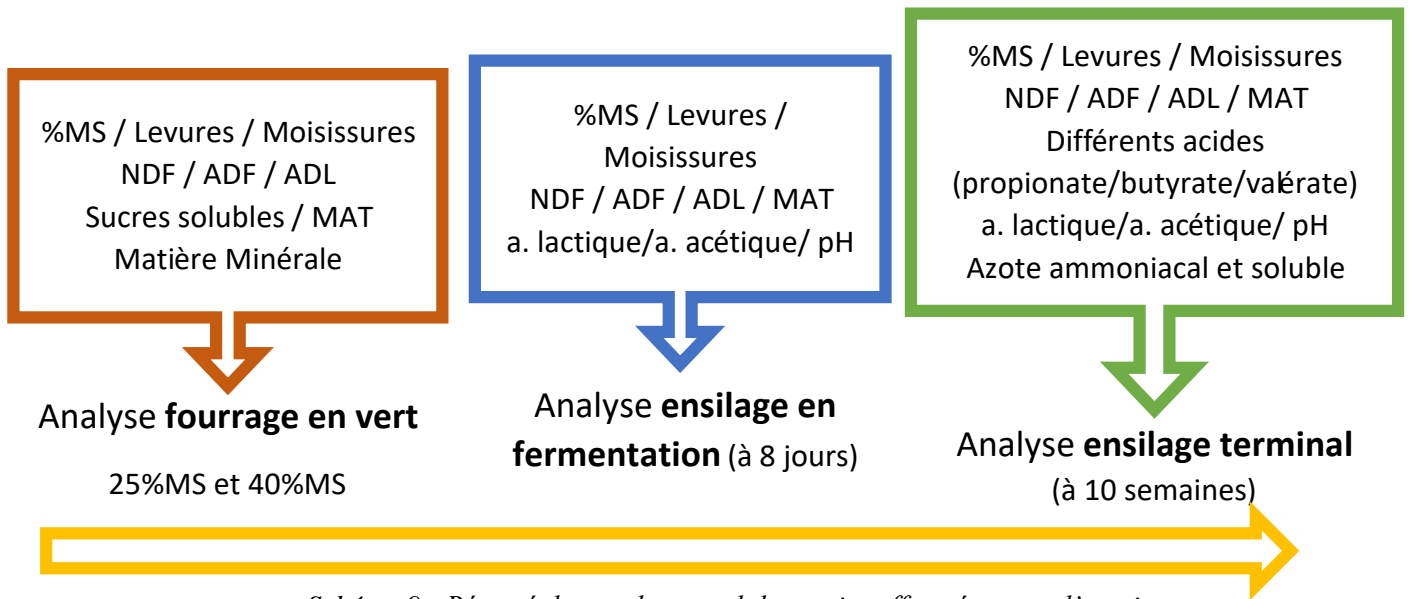 %MS / Levures / Moisissures
NDF / ADF / ADL
Sucres solubles / MAT
Matière Minérale
Analyse fourrage en vert
25%MS et 40%MS
%MS / Levures /
Moisissures
NDF / ADF / ADL / MAT
a. lactique/a. acétique/ pH
Analyse ensilage en
fermentation (à 8 jours)
%MS / Levures / Moisissures
NDF / ADF / ADL / MAT
Différents acides
(propionate/butyrate/valérate)
a. lactique/a. acétique/ pH
Azote ammoniacal et soluble
Analyse ensilage terminal
(à 10 semaines)